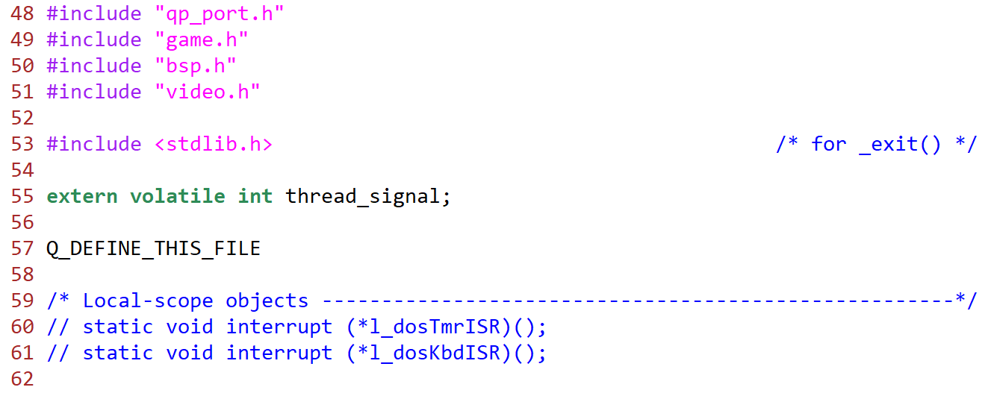 48 #include "qp_port.h"
49 #include "game.h"
50 #include "bsp.h"
51 #include "video.h"
52
53 #include <stdlib.h>                                          /* for _exit() */
54
55 extern volatile int thread_signal;
56
57 Q_DEFINE_THIS_FILE
58
59 /* Local-scope objects -----------------------------------------------------*/
60 // static void interrupt (*l_dosTmrISR)();
61 // static void interrupt (*l_dosKbdISR)();
62